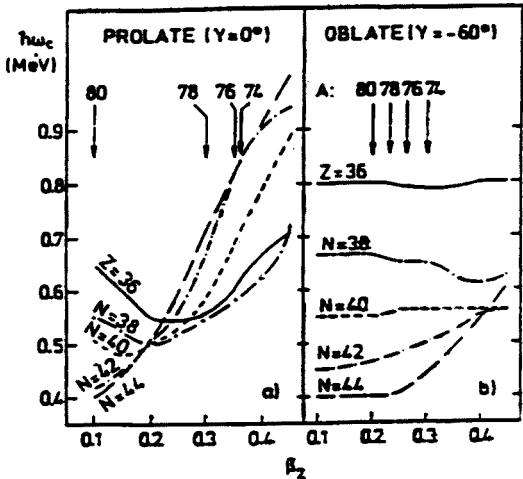 ħω_c
(MeV)
PROLATE (γ=0°)
OBLATE (γ=-60°)
80
78
76
74
A: 80 78 76 74
0.9
0.8
0.7
0.6
0.5
0.4
Z=36
N=38
N=40
N=42
N=44
a)
Z=36
N=38
N=40
N=42
N=44
b)
0.1 0.2 0.3 0.4
0.1 0.2 0.3 0.4
β₂